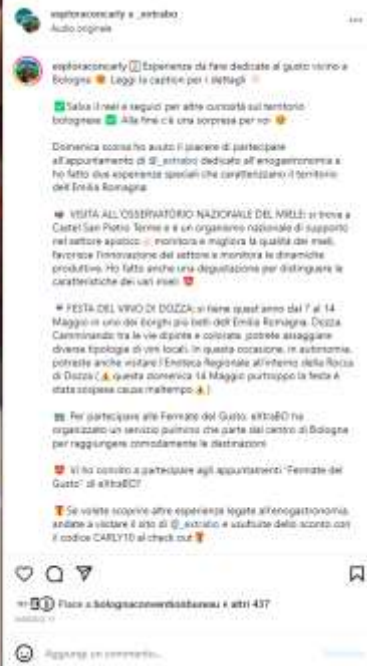 esploraconcarly e _extrabo
Audio originale
esploraconcarly 2️⃣ Esperienze da fare dedicate al gusto vicino a
Bologna 🤩 Leggi la caption per i dettagli
✅ Salva il reel e seguici per altre curiosità sul territorio
bolognese ✅ Alla fine c'è una sorpresa per voi 🤩
Domenica scorsa ho avuto il piacere di partecipare
all'appuntamento di @_extrabo dedicato all'enogastronomia e
ho fatto due esperienze speciali che caratterizzano il territorio
dell'Emilia Romagna
VISITA ALL'OSSERVATORIO NAZIONALE DEL MIELE: si trova a
Castel San Pietro Terme e è un organismo nazionale di supporto
nel settore apistico monitora e migliora la qualità dei mieli,
favorisce l'innovazione del settore e monitora le dinamiche
produttive. Ho fatto anche una degustazione per distinguere le
caratteristiche dei vari mieli
FESTA DEL VINO DI DOZZA: si tiene quest'anno dal 7 al 14
Maggio in uno dei borghi più belli dell'Emilia Romagna, Dozza.
Camminando tra le vie dipinte e colorate, potrete assaggiare
diverse tipologie di vini locali. In questa occasione, in autonomia,
potrete anche visitare l'Enoteca Regionale all'interno della Rocca
di Dozza (⚠️ questa domenica 14 Maggio purtroppo la festa è
stata sospesa causa maltempo ⚠️)
Per partecipare alle Fermate del Gusto, eXtraBO ha
organizzato un servizio pulmino che parte dal centro di Bologna
per raggiungere comodamente le destinazioni
Vi ho convinto a partecipare agli appuntamenti "Fermate del
Gusto" di eXtraBO?
Se volete scoprire altre esperienze legate all'enogastronomia,
andate a visitare il sito di @_extrabo e usufruite dello sconto con
il codice CARLY10 al check out
Piace a bolognaconventionbureau e altri 437
Aggiungi un commento...